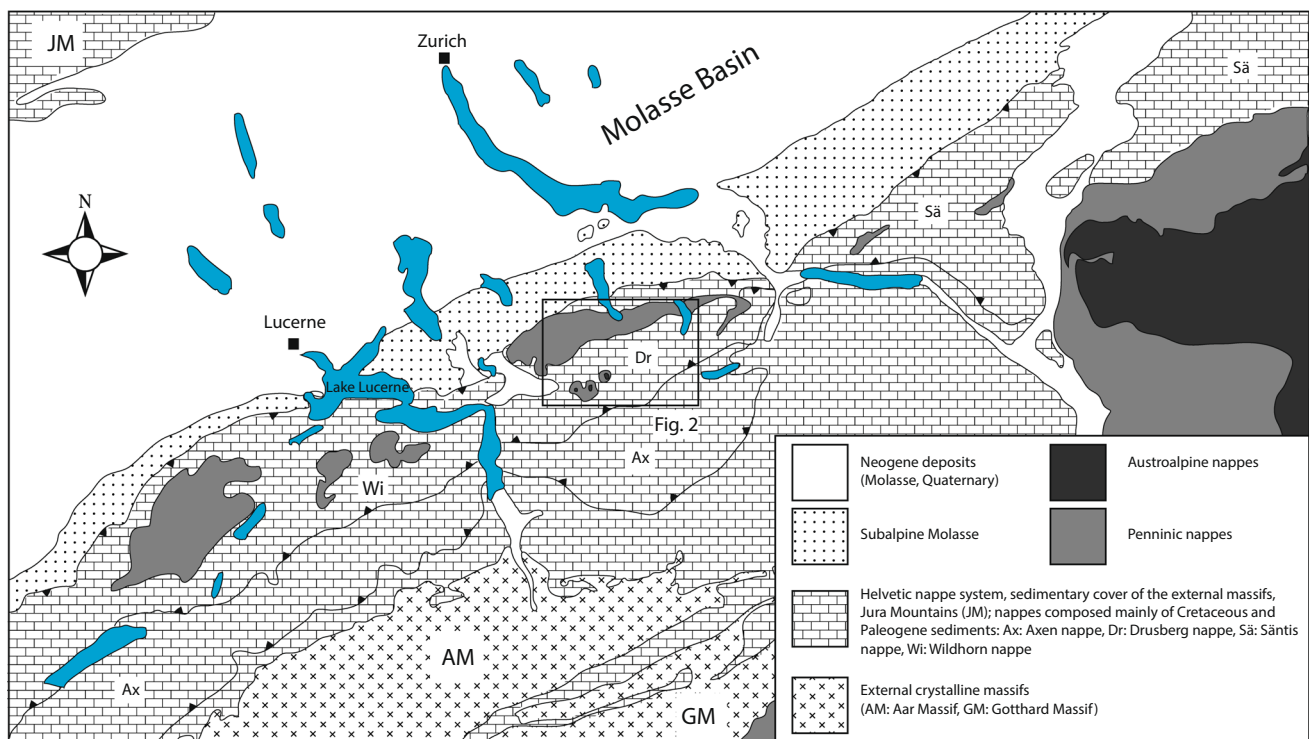 JM
Zurich
Molasse Basin
Sä
Sä
N
Lucerne
Lake Lucerne
Dr
Fig. 2
Ax
Wi
AM
Ax
GM
Neogene deposits
(Molasse, Quaternary)
Austroalpine nappes
Subalpine Molasse
Penninic nappes
Helvetic nappe system, sedimentary cover of the external massifs,
Jura Mountains (JM); nappes composed mainly of Cretaceous and
Paleogene sediments: Ax: Axen nappe, Dr: Drusberg nappe, Sä: Säntis
nappe, Wi: Wildhorn nappe
External crystalline massifs
(AM: Aar Massif, GM: Gotthard Massif)